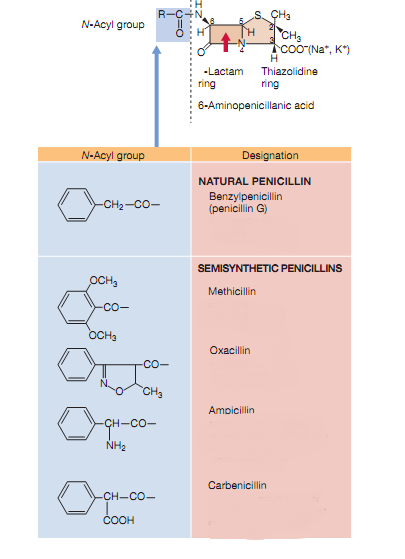 H
R–C–N
O
H
6
5
S
H
N
4
O
2
3
CH₃
CH₃
COO⁻(Na⁺, K⁺)
H
N-Acyl group
-Lactam
ring
Thiazolidine
ring
6-Aminopenicillanic acid
N-Acyl group
Designation
NATURAL PENICILLIN
Benzylpenicillin
(penicillin G)
–CH₂–CO–
SEMISYNTHETIC PENICILLINS
OCH₃
–CO–
OCH₃
Methicillin
–CO–
N
O
CH₃
Oxacillin
–CH–CO–
NH₂
Ampicillin
–CH–CO–
COOH
Carbenicillin